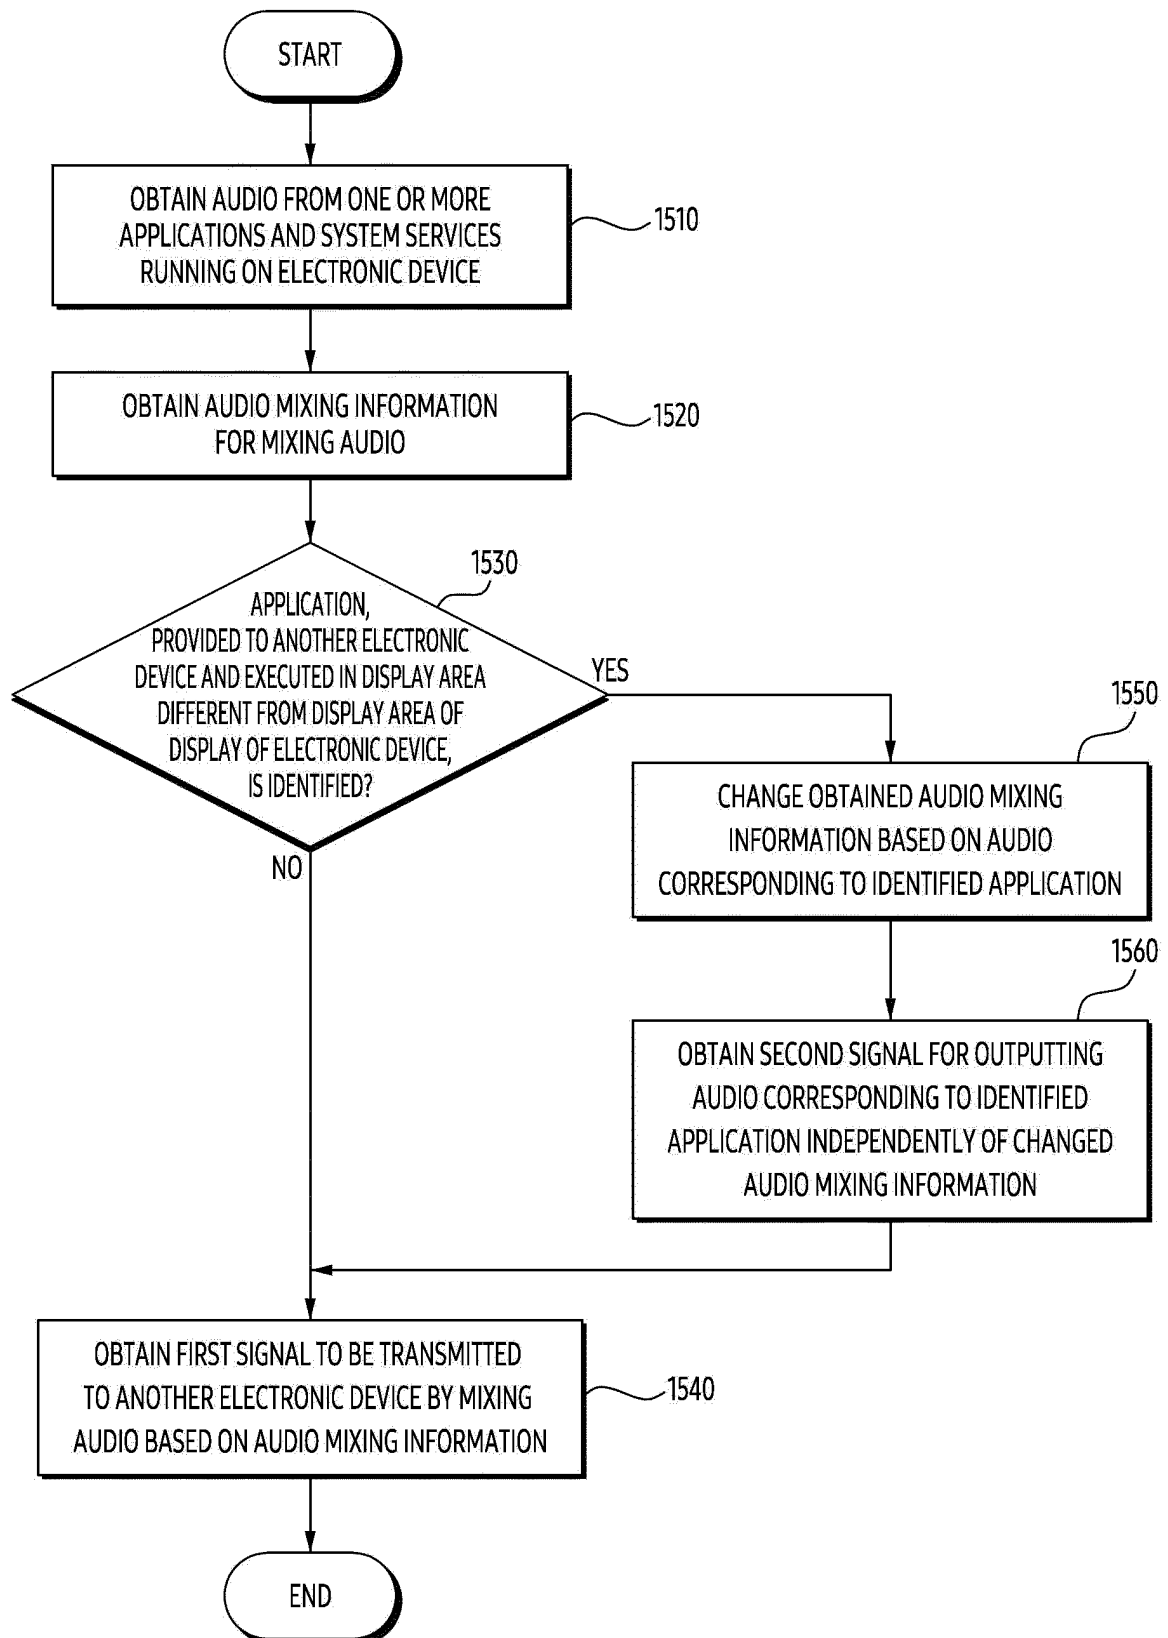 START
OBTAIN AUDIO FROM ONE OR MORE
APPLICATIONS AND SYSTEM SERVICES
RUNNING ON ELECTRONIC DEVICE
1510
OBTAIN AUDIO MIXING INFORMATION
FOR MIXING AUDIO
1520
1530
APPLICATION,
PROVIDED TO ANOTHER ELECTRONIC
DEVICE AND EXECUTED IN DISPLAY AREA
DIFFERENT FROM DISPLAY AREA OF
DISPLAY OF ELECTRONIC DEVICE,
IS IDENTIFIED?
YES
NO
1550
CHANGE OBTAINED AUDIO MIXING
INFORMATION BASED ON AUDIO
CORRESPONDING TO IDENTIFIED APPLICATION
1560
OBTAIN SECOND SIGNAL FOR OUTPUTTING
AUDIO CORRESPONDING TO IDENTIFIED
APPLICATION INDEPENDENTLY OF CHANGED
AUDIO MIXING INFORMATION
OBTAIN FIRST SIGNAL TO BE TRANSMITTED
TO ANOTHER ELECTRONIC DEVICE BY MIXING
AUDIO BASED ON AUDIO MIXING INFORMATION
1540
END